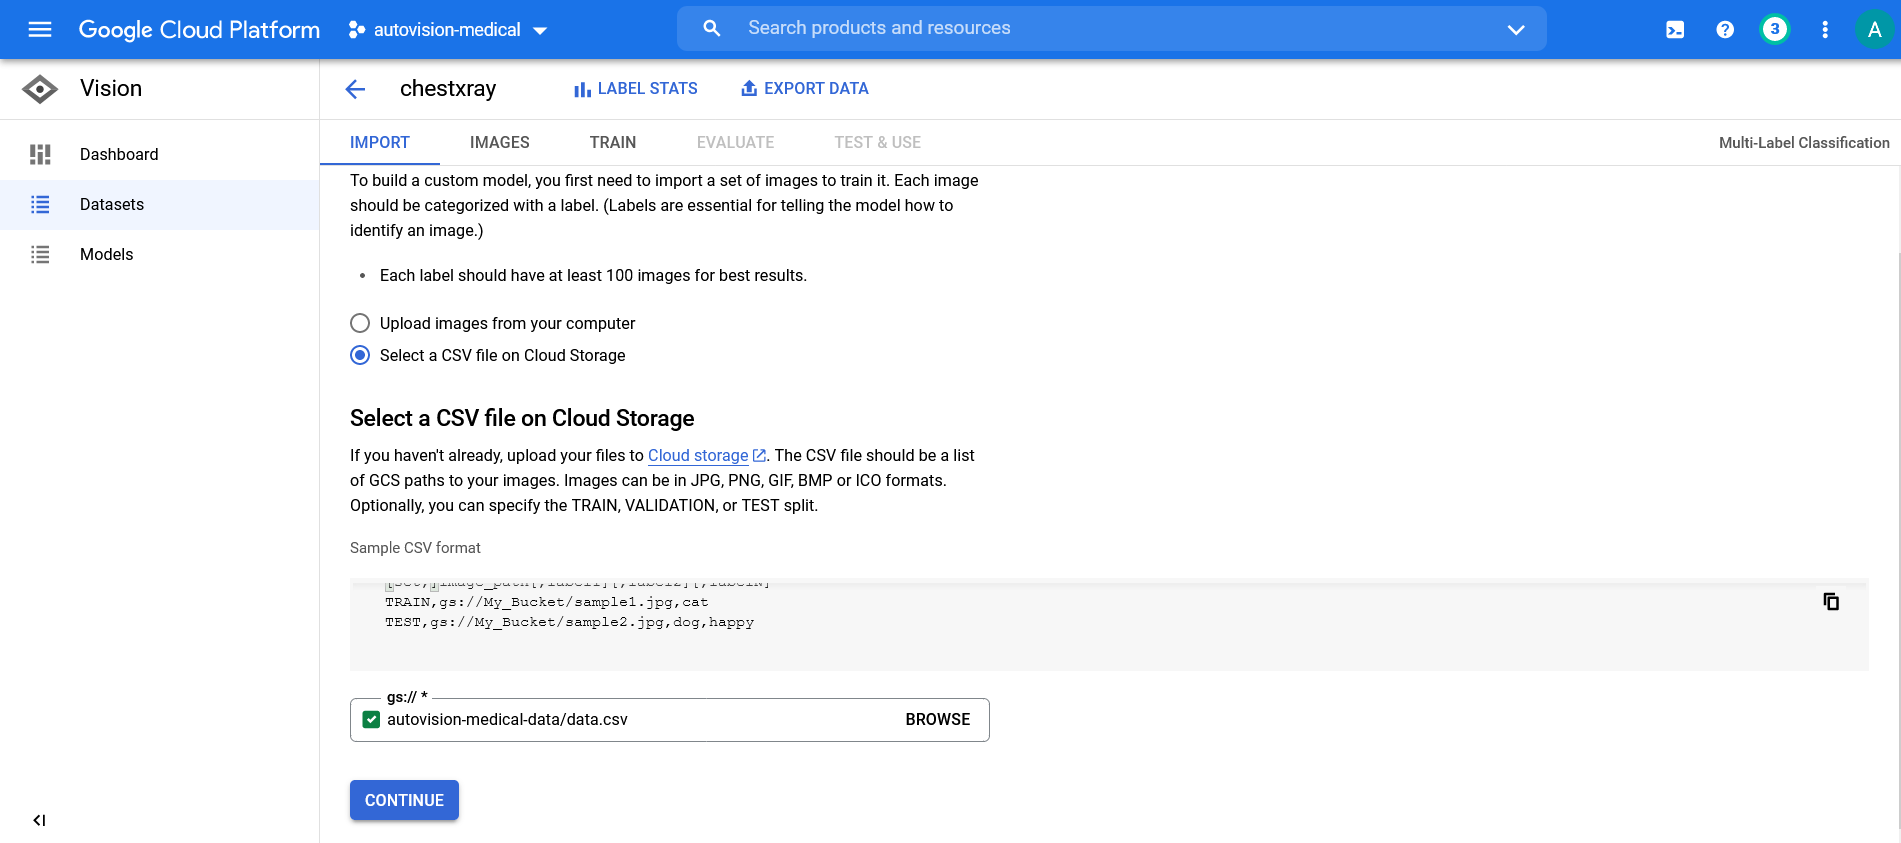 Google Cloud Platform
autovision-medical
Search products and resources
3
A
Vision
chestxray
LABEL STATS
EXPORT DATA
IMPORT
IMAGES
TRAIN
EVALUATE
TEST & USE
Multi-Label Classification
Dashboard
Datasets
Models
To build a custom model, you first need to import a set of images to train it. Each image
should be categorized with a label. (Labels are essential for telling the model how to
identify an image.)
• Each label should have at least 100 images for best results.
Upload images from your computer
Select a CSV file on Cloud Storage
Select a CSV file on Cloud Storage
If you haven't already, upload your files to Cloud storage. The CSV file should be a list
of GCS paths to your images. Images can be in JPG, PNG, GIF, BMP or ICO formats.
Optionally, you can specify the TRAIN, VALIDATION, or TEST split.
Sample CSV format
[set,]image_path[,label1][,label2][,labelN]
TRAIN,gs://My_Bucket/sample1.jpg,cat
TEST,gs://My_Bucket/sample2.jpg,dog,happy
gs:// *
autovision-medical-data/data.csv
BROWSE
CONTINUE